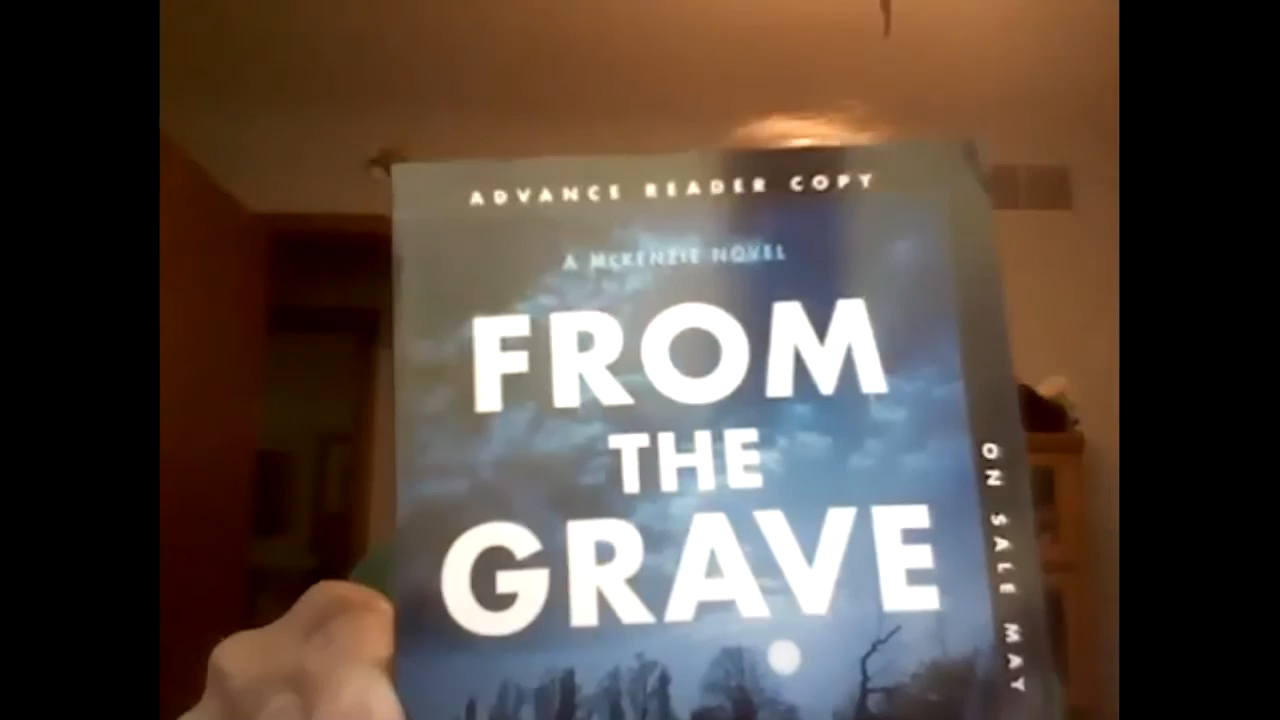 ADVANCE READER COPY
A MCKENZIE NOVEL
FROM
THE
GRAVE
ON SALE MAY